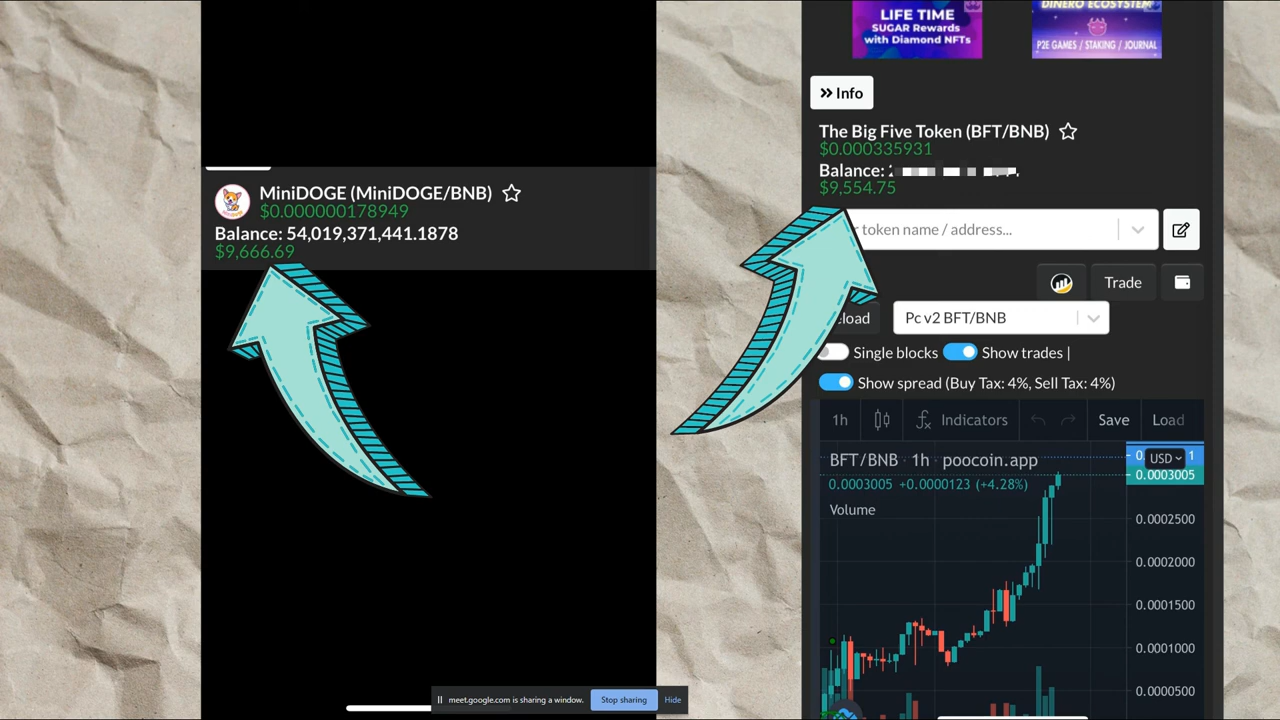 MiniDOGE (MiniDOGE/BNB)
$0.000000178949
Balance: 54,019,371,441.1878
$9,666.69
meet.google.com is sharing a window.
Stop sharing
Hide
LIFE TIME
SUGAR Rewards
with Diamond NFTs
DINERO ECOSYSTEM
P2E GAMES / STAKING / JOURNAL
Info
The Big Five Token (BFT/BNB)
$0.000335931
Balance:
$9,554.75
token name / address...
Trade
Pc v2 BFT/BNB
Single blocks
Show trades |
Show spread (Buy Tax: 4%, Sell Tax: 4%)
1h
Indicators
Save
Load
BFT/BNB · 1h · poocoin.app
USD
0.0003005 +0.0000123 (+4.28%)
0.0003005
Volume
0.0002500
0.0002000
0.0001500
0.0001000
0.0000500